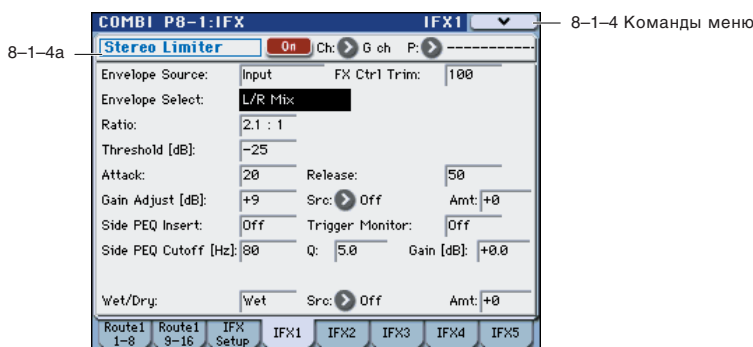 COMBI P8-1:IFX IFX1
8–1–4 Команды меню
8–1–4a
Stereo Limiter On Ch: G ch P: ------------
Envelope Source: Input FX Ctrl Trim: 100
Envelope Select: L/R Mix
Ratio: 2.1 : 1
Threshold [dB]: -25
Attack: 20 Release: 50
Gain Adjust [dB]: +9 Src: Off Amt: +0
Side PEQ Insert: Off Trigger Monitor: Off
Side PEQ Cutoff [Hz]: 80 Q: 5.0 Gain [dB]: +0.0
Wet/Dry: Wet Src: Off Amt: +0
Route1 1-8 Route1 9-16 IFX Setup IFX1 IFX2 IFX3 IFX4 IFX5